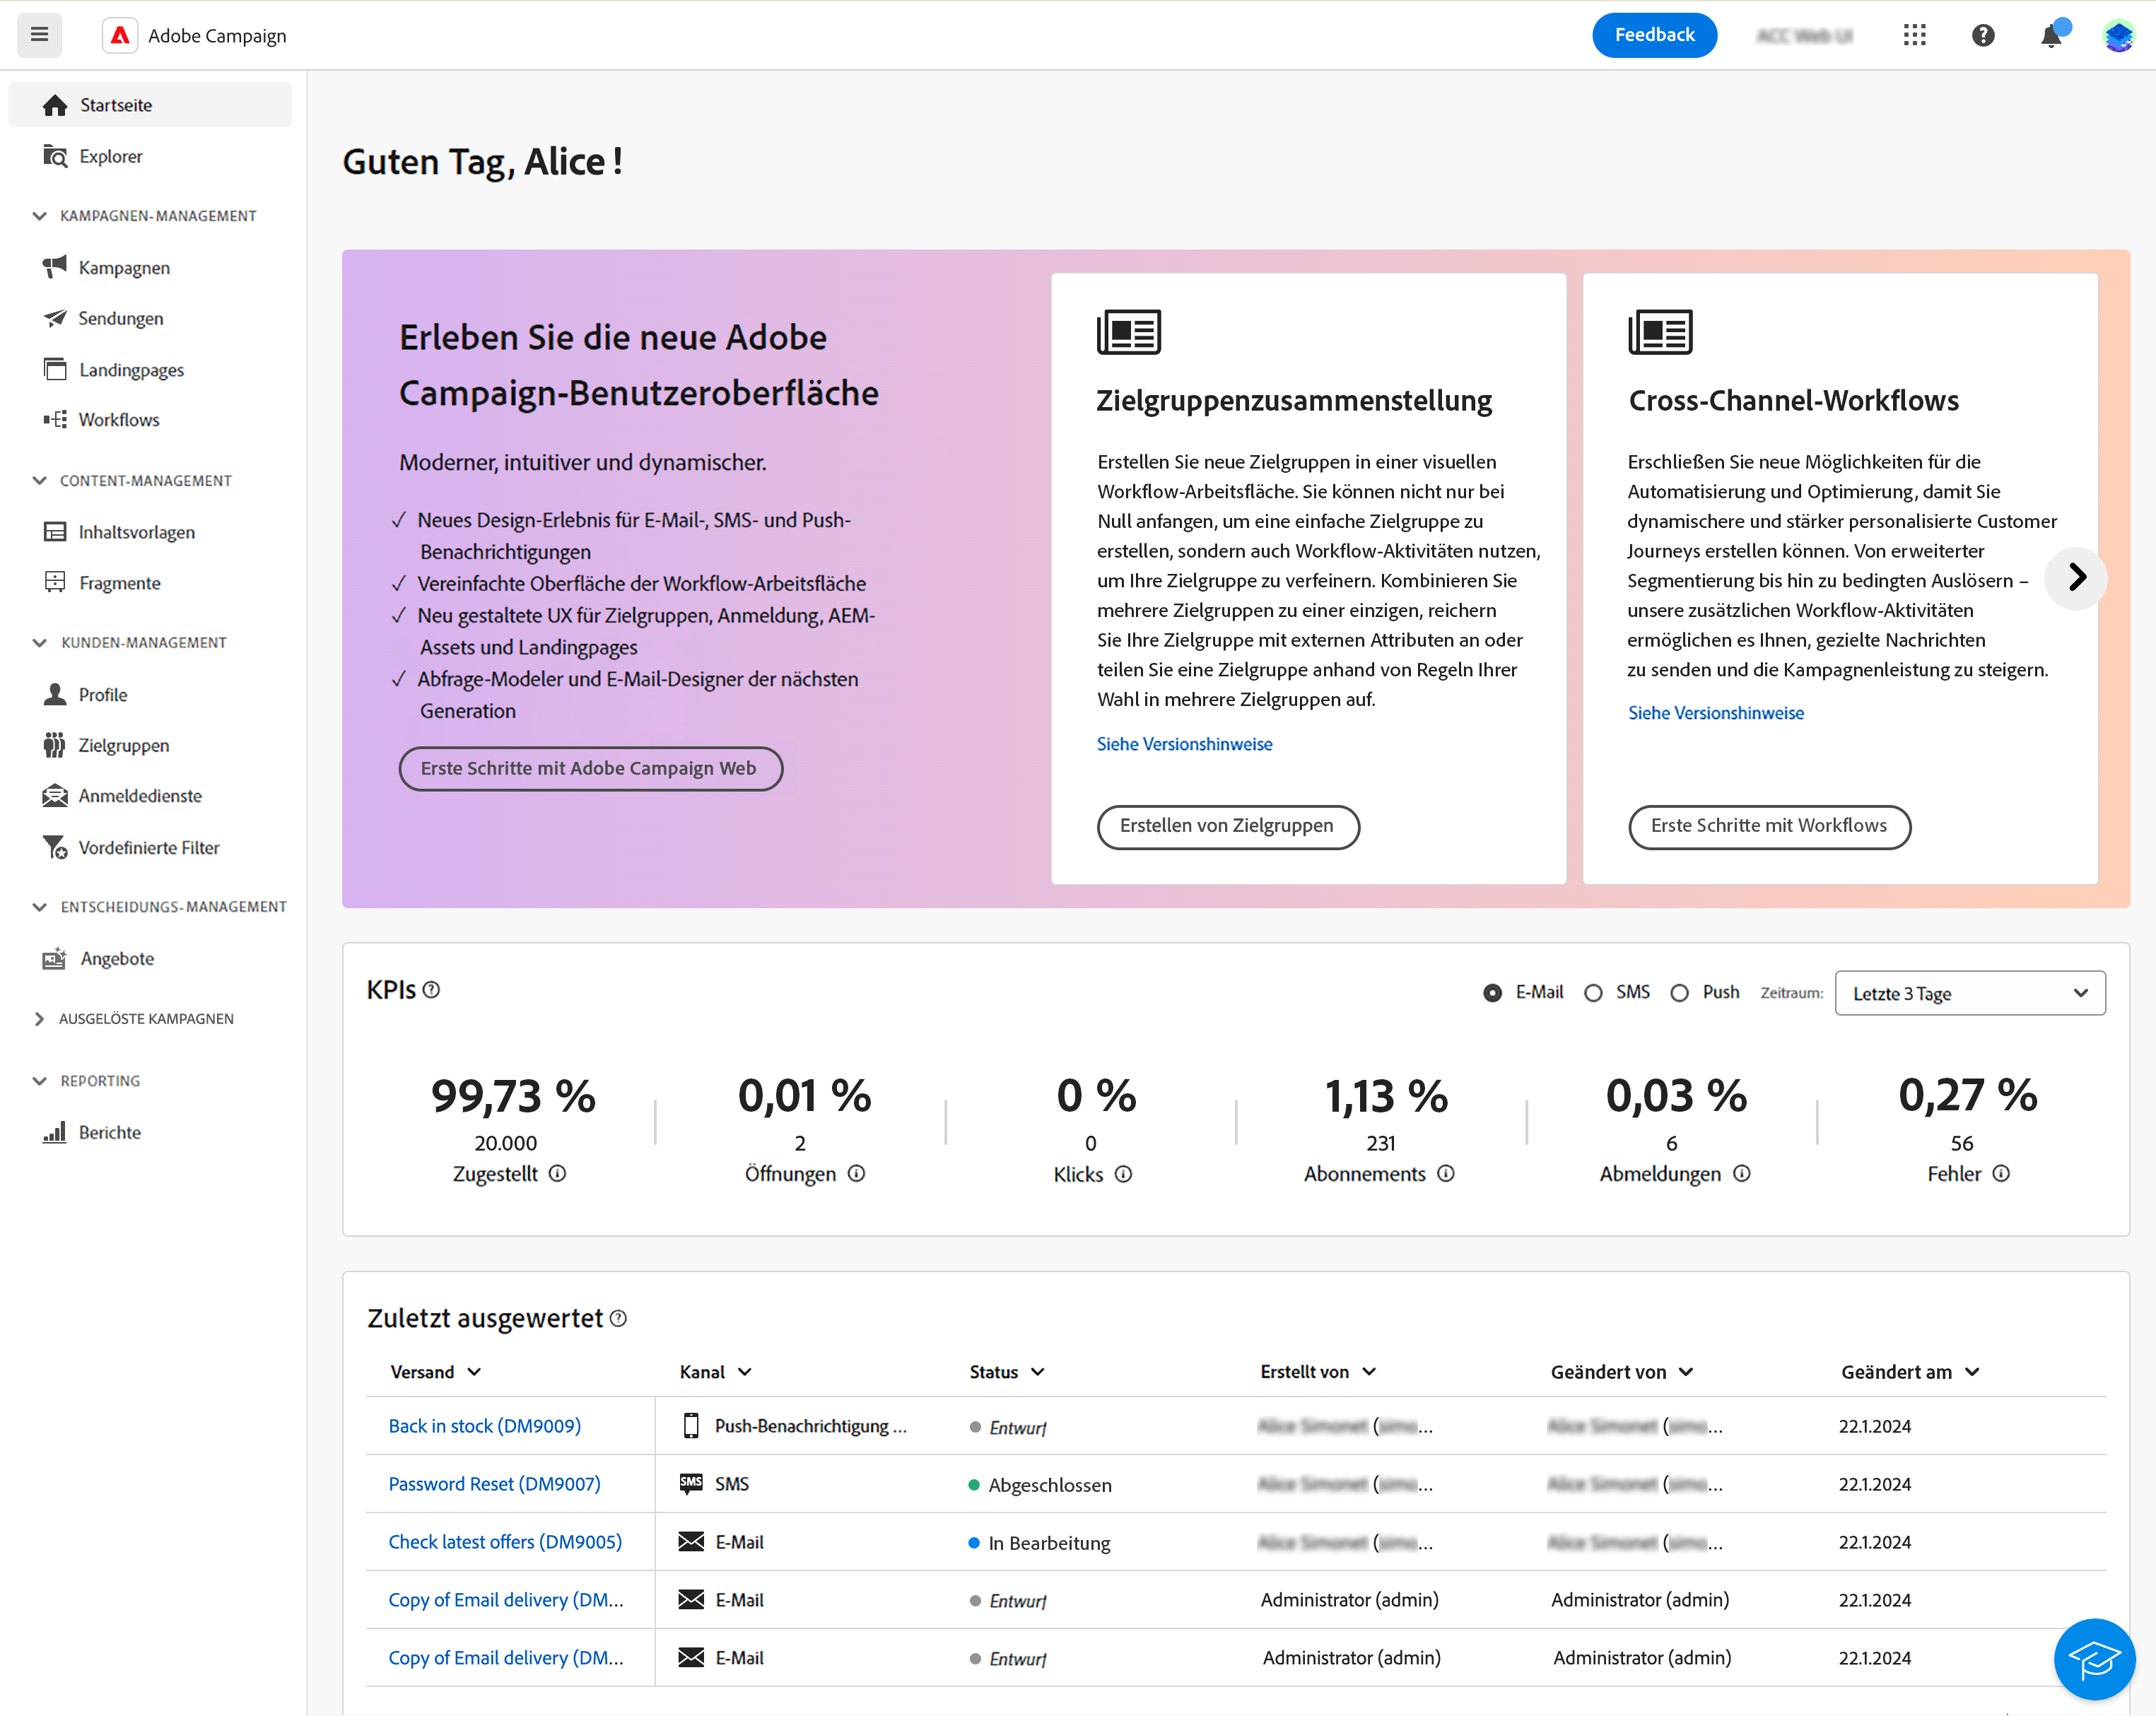 Adobe Campaign
Feedback
Startseite
Explorer
KAMPAGNEN-MANAGEMENT
Kampagnen
Sendungen
Landingpages
Workflows
CONTENT-MANAGEMENT
Inhaltsvorlagen
Fragmente
KUNDEN-MANAGEMENT
Profile
Zielgruppen
Anmeldedienste
Vordefinierte Filter
ENTSCHEIDUNGS-MANAGEMENT
Angebote
AUSGELÖSTE KAMPAGNEN
REPORTING
Berichte
Guten Tag, Alice !
Erleben Sie die neue Adobe
Campaign-Benutzeroberfläche
Moderner, intuitiver und dynamischer.
✓ Neues Design-Erlebnis für E-Mail-, SMS- und Push-
Benachrichtigungen
✓ Vereinfachte Oberfläche der Workflow-Arbeitsfläche
✓ Neu gestaltete UX für Zielgruppen, Anmeldung, AEM-
Assets und Landingpages
✓ Abfrage-Modeler und E-Mail-Designer der nächsten
Generation
Erste Schritte mit Adobe Campaign Web
Zielgruppenzusammenstellung
Erstellen Sie neue Zielgruppen in einer visuellen
Workflow-Arbeitsfläche. Sie können nicht nur bei
Null anfangen, um eine einfache Zielgruppe zu
erstellen, sondern auch Workflow-Aktivitäten nutzen,
um Ihre Zielgruppe zu verfeinern. Kombinieren Sie
mehrere Zielgruppen zu einer einzigen, reichern
Sie Ihre Zielgruppe mit externen Attributen an oder
teilen Sie eine Zielgruppe anhand von Regeln Ihrer
Wahl in mehrere Zielgruppen auf.
Siehe Versionshinweise
Erstellen von Zielgruppen
Cross-Channel-Workflows
Erschließen Sie neue Möglichkeiten für die
Automatisierung und Optimierung, damit Sie
dynamischere und stärker personalisierte Customer
Journeys erstellen können. Von erweiterter
Segmentierung bis hin zu bedingten Auslösern –
unsere zusätzlichen Workflow-Aktivitäten
ermöglichen es Ihnen, gezielte Nachrichten
zu senden und die Kampagnenleistung zu steigern.
Siehe Versionshinweise
Erste Schritte mit Workflows
KPIs
E-Mail SMS Push Zeitraum: Letzte 3 Tage
99,73 % 0,01 % 0 % 1,13 % 0,03 % 0,27 %
20.000 2 0 231 6 56
Zugestellt Öffnungen Klicks Abonnements Abmeldungen Fehler
Zuletzt ausgewertet
Versand Kanal Status Erstellt von Geändert von Geändert am
Back in stock (DM9009) Push-Benachrichtigung ... Entwurf 22.1.2024
Password Reset (DM9007) SMS SMS Abgeschlossen 22.1.2024
Check latest offers (DM9005) E-Mail In Bearbeitung 22.1.2024
Copy of Email delivery (DM... E-Mail Entwurf Administrator (admin) Administrator (admin) 22.1.2024
Copy of Email delivery (DM... E-Mail Entwurf Administrator (admin) Administrator (admin) 22.1.2024